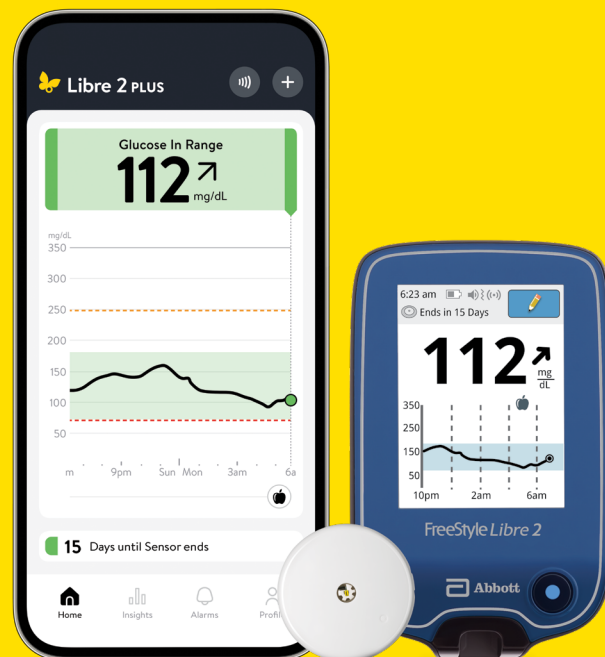 Libre 2 PLUS
Glucose In Range
112
mg/dL
mg/dL
350
300
250
200
150
100
50
m 9pm Sun Mon 3am 6a
15 Days until Sensor ends
Home Insights Alarms Profil
6:23 am
Ends in 15 Days
112 mg
dL
350
250
150
50
10pm 2am 6am
FreeStyle Libre 2
Abbott